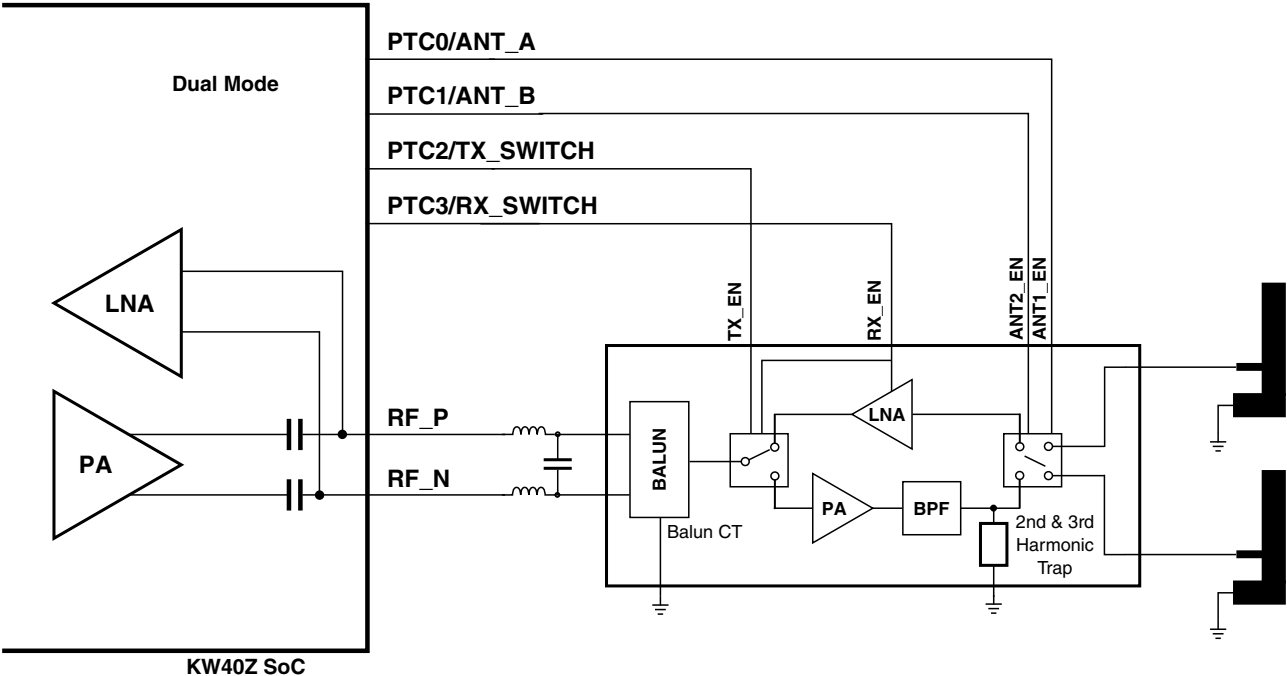 PTC0/ANT_A
Dual Mode
PTC1/ANT_B
PTC2/TX_SWITCH
PTC3/RX_SWITCH
TX_EN
RX_EN
ANT2_EN
ANT1_EN
LNA
LNA
RF_P
BALUN
PA
RF_N
PA
BPF
Balun CT
2nd & 3rd
Harmonic
Trap
KW40Z SoC